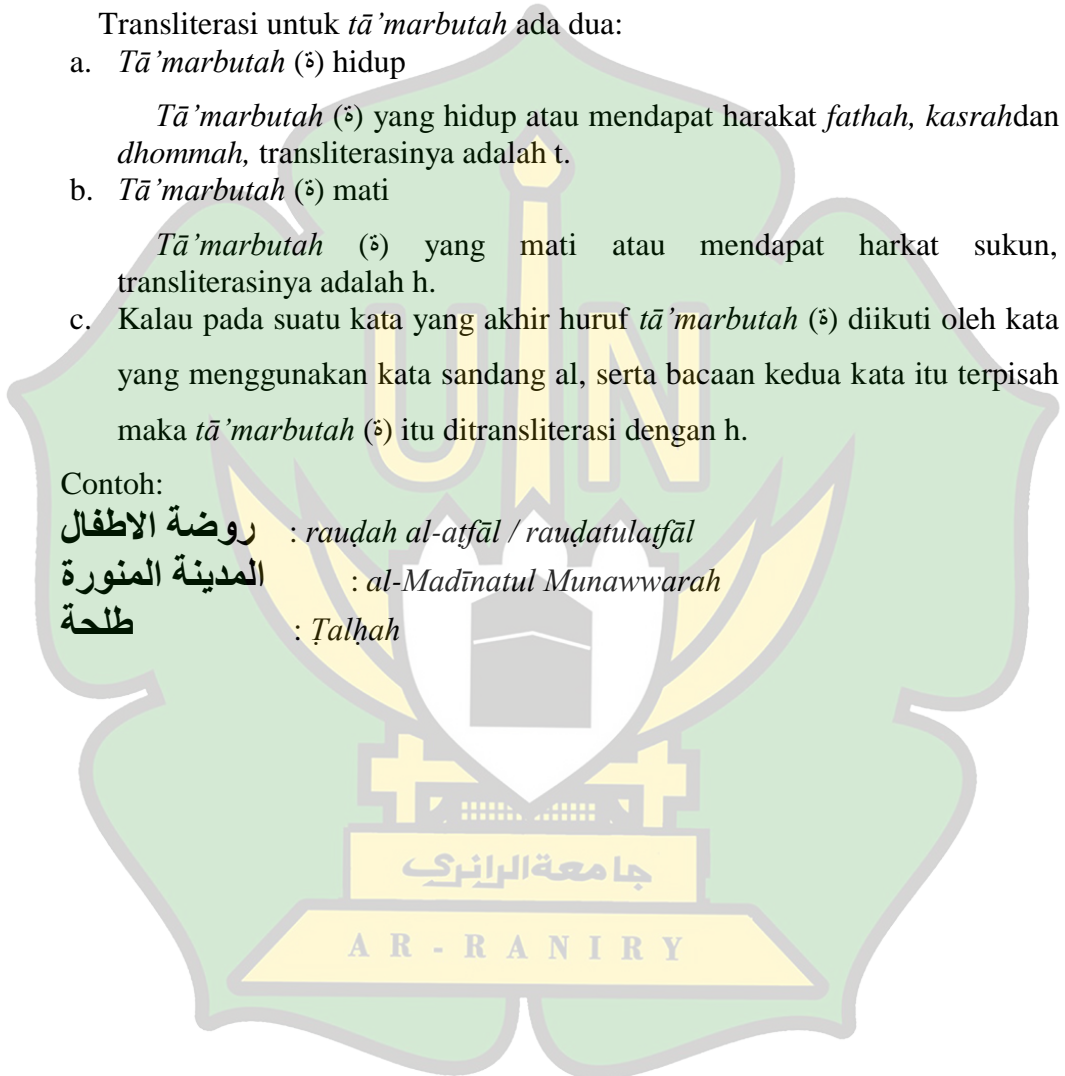 Transliterasi untuk tā’marbutah ada dua:
a. Tā’marbutah (ة) hidup
Tā’marbutah (ة) yang hidup atau mendapat harakat fathah, kasrahdan
dhommah, transliterasinya adalah t.
b. Tā’marbutah (ة) mati
Tā’marbutah (ة) yang mati atau mendapat harkat sukun,
transliterasinya adalah h.
c. Kalau pada suatu kata yang akhir huruf tā’marbutah (ة) diikuti oleh kata
yang menggunakan kata sandang al, serta bacaan kedua kata itu terpisah
maka tā’marbutah (ة) itu ditransliterasi dengan h.
Contoh:
روضة الاطفال : rauḍah al-aṭfāl / rauḍatulaṭfāl
المدينة المنورة : al-Madīnatul Munawwarah
طلحة : Ṭalḥah
UIN
جامعة الرانري
AR-RANIRY